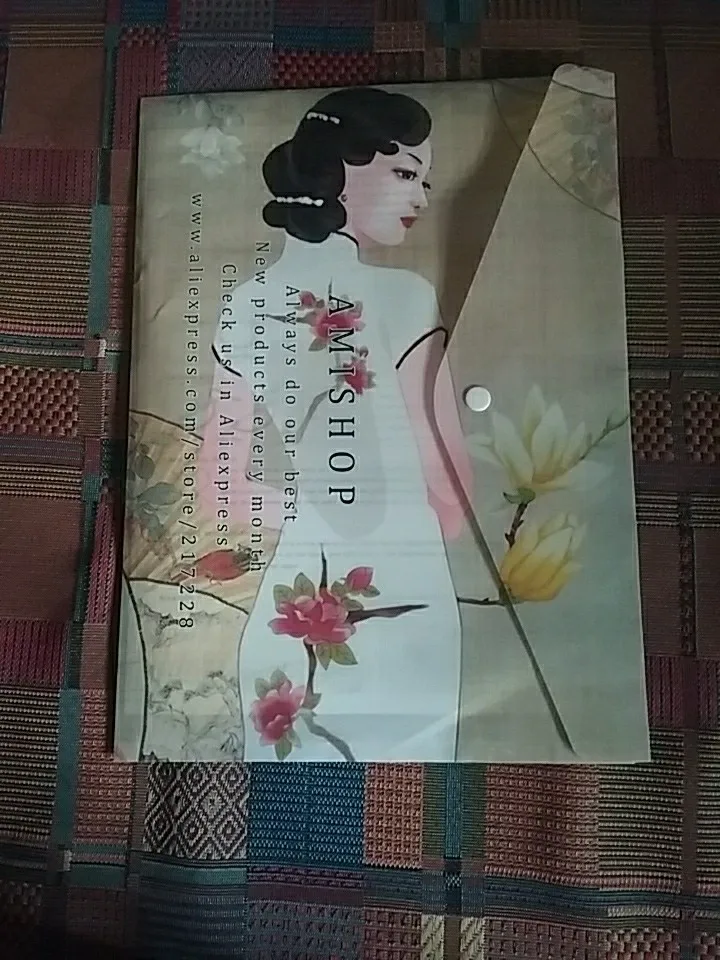 AMISHOP
Always do our best
New products every month
Check us in Aliexpress
www.aliexpress.com/store/217228